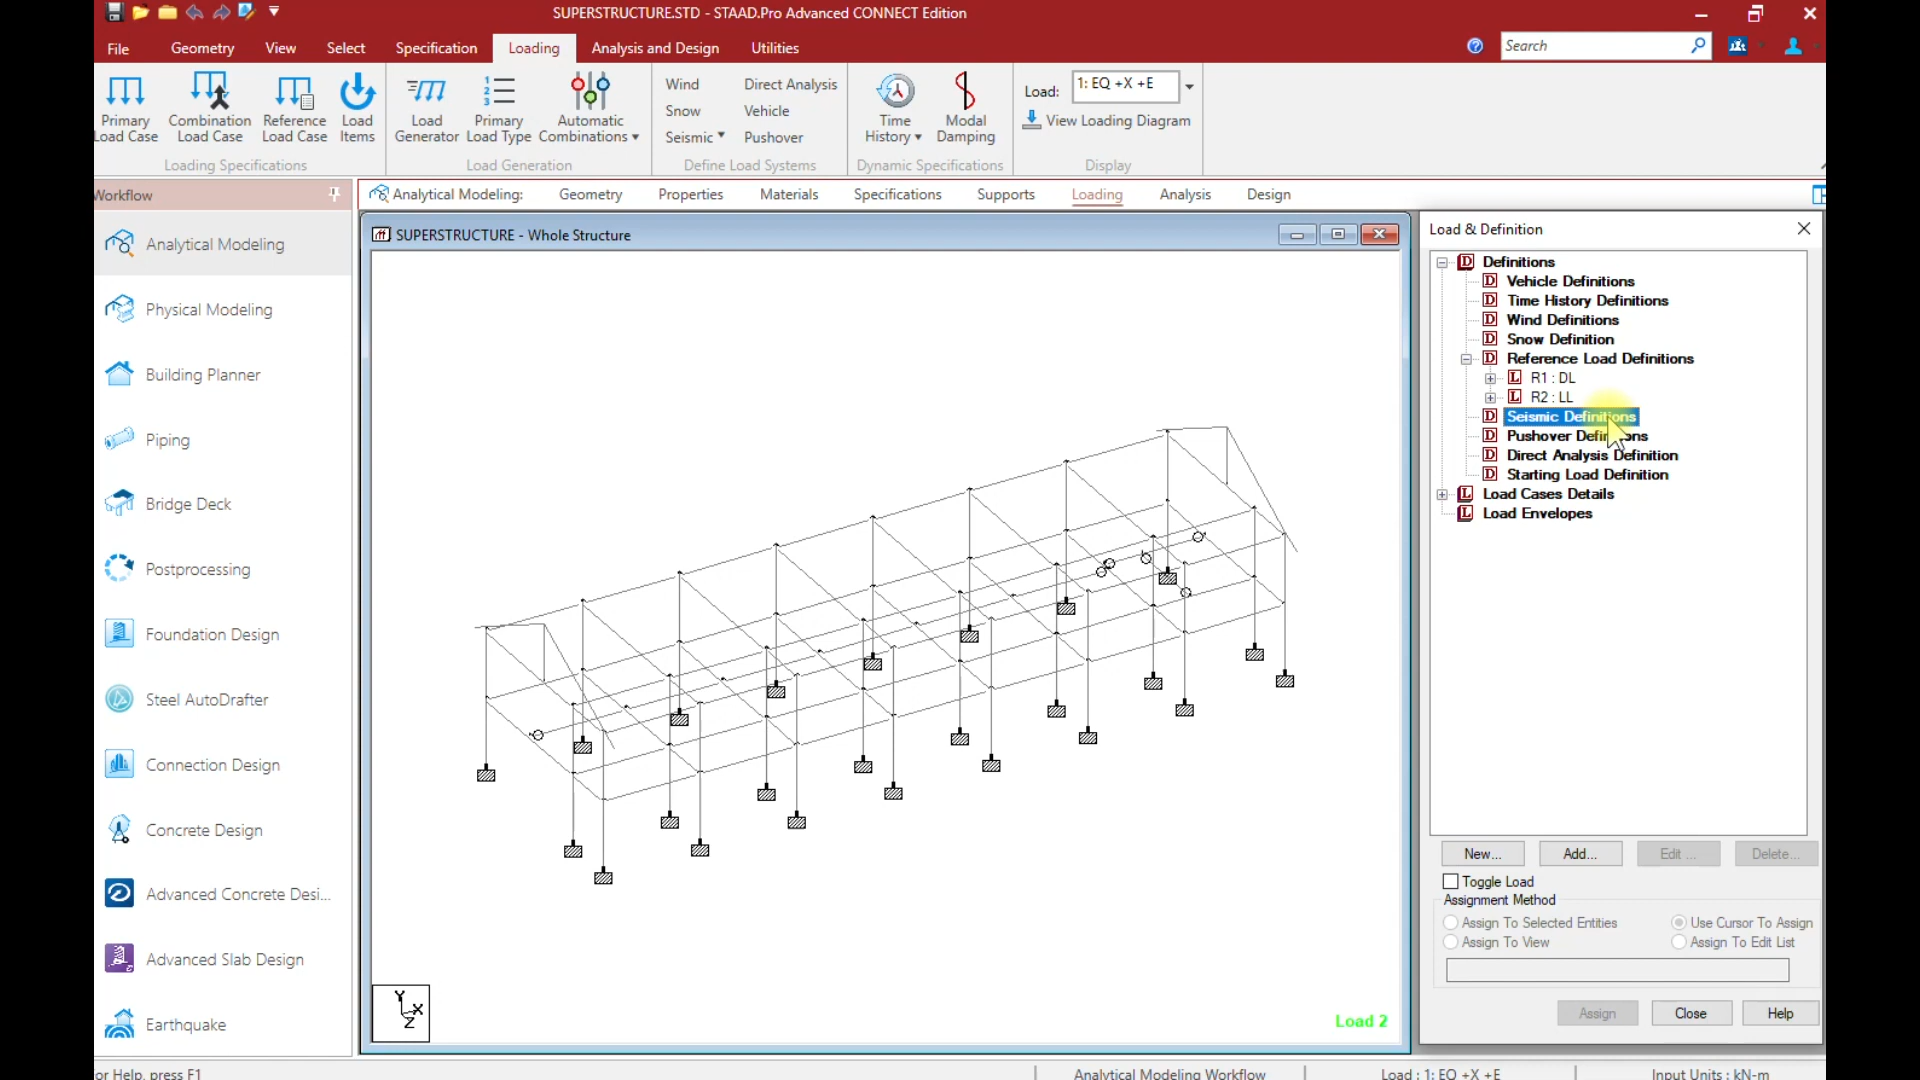 SUPERSTRUCTURE.STD - STAAD.Pro Advanced CONNECT Edition
File Geometry View Select Specification Loading Analysis and Design Utilities Search
Primary Load Case
Combination Load Case
Reference Load Case
Load Items
Loading Specifications
Load Generator
Primary Load Type
Automatic Combinations
Load Generation
Wind
Snow
Seismic
Direct Analysis
Vehicle
Pushover
Define Load Systems
Time History
Modal Damping
Dynamic Specifications
Load: 1: EQ +X +E
View Loading Diagram
Display
Workflow
Analytical Modeling: Geometry Properties Materials Specifications Supports Loading Analysis Design
Analytical Modeling
Physical Modeling
Building Planner
Piping
Bridge Deck
Postprocessing
Foundation Design
Steel AutoDrafter
Connection Design
Concrete Design
Advanced Concrete Desi...
Advanced Slab Design
Earthquake
SUPERSTRUCTURE - Whole Structure
Y
X
Z
Load 2
Load & Definition
Definitions
Vehicle Definitions
Time History Definitions
Wind Definitions
Snow Definition
Reference Load Definitions
R1 : DL
R2 : LL
Seismic Definitions
Pushover Definitions
Direct Analysis Definition
Starting Load Definition
Load Cases Details
Load Envelopes
New... Add... Edit ... Delete...
Toggle Load
Assignment Method
Assign To Selected Entities Use Cursor To Assign
Assign To View Assign To Edit List
Assign Close Help
or Help, press F1 Analytical Modeling Workflow Load : 1: EQ +X +E Input Units : kN-m